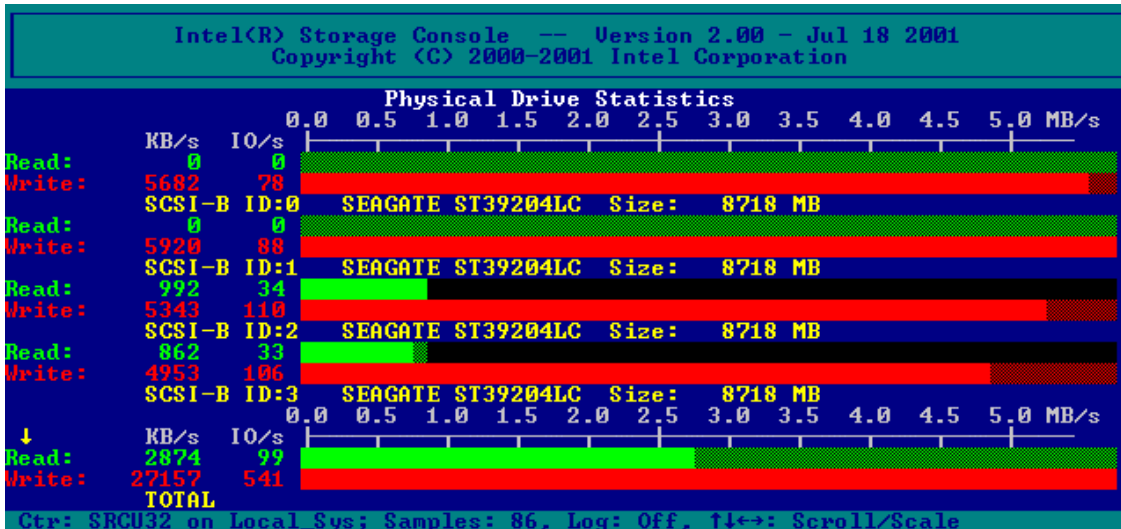 Intel(R) Storage Console -- Version 2.00 - Jul 18 2001
Copyright (C) 2000-2001 Intel Corporation
Physical Drive Statistics
0.0 0.5 1.0 1.5 2.0 2.5 3.0 3.5 4.0 4.5 5.0 MB/s
KB/s IO/s
Read: 0 0
Write: 5682 78
SCSI-B ID:0 SEAGATE ST39204LC Size: 8718 MB
Read: 0 0
Write: 5920 88
SCSI-B ID:1 SEAGATE ST39204LC Size: 8718 MB
Read: 992 34
Write: 5343 110
SCSI-B ID:2 SEAGATE ST39204LC Size: 8718 MB
Read: 862 33
Write: 4953 106
SCSI-B ID:3 SEAGATE ST39204LC Size: 8718 MB
0.0 0.5 1.0 1.5 2.0 2.5 3.0 3.5 4.0 4.5 5.0 MB/s
↓ KB/s IO/s
Read: 2874 99
Write: 27157 541
TOTAL
Ctr: SRCU32 on Local_Sys; Samples: 86, Log: Off, ↑↓←→: Scroll/Scale